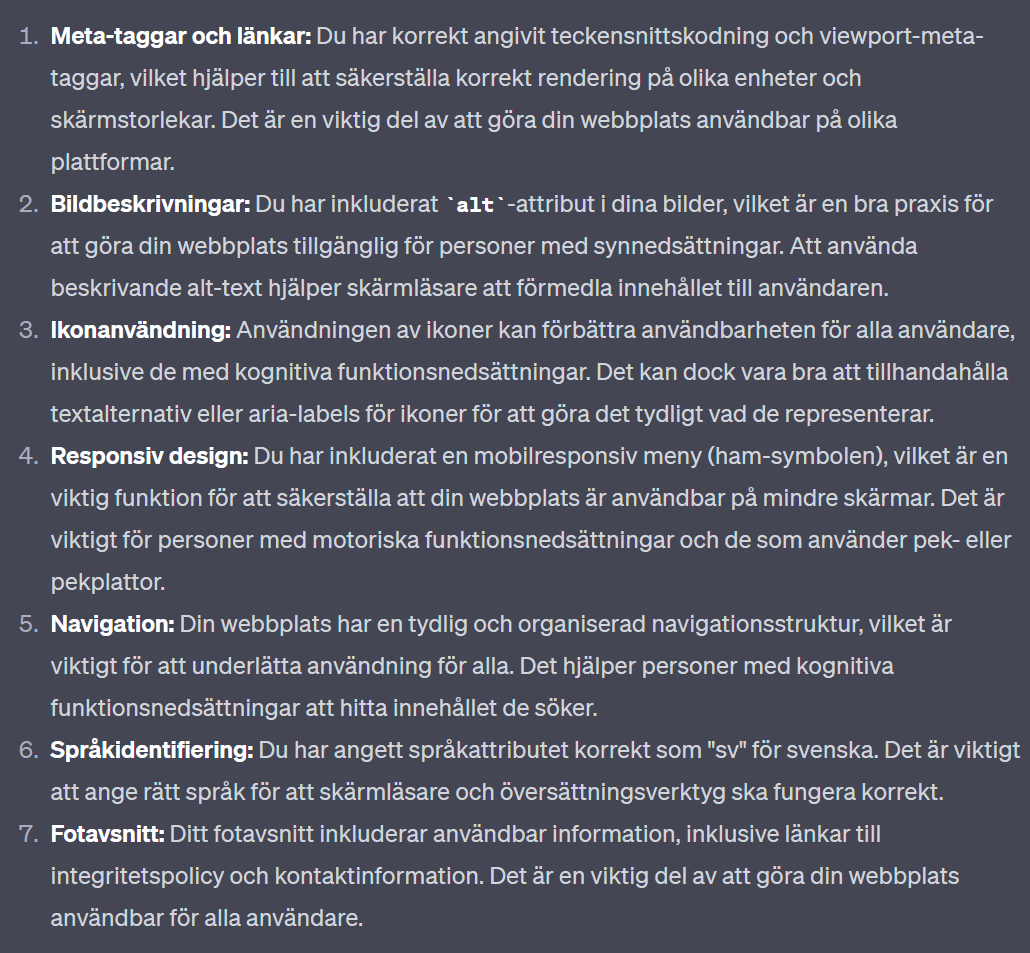 1. Meta-taggar och länkar: Du har korrekt angivit teckensnittskodning och viewport-meta-
taggar, vilket hjälper till att säkerställa korrekt rendering på olika enheter och
skärmstorlekar. Det är en viktig del av att göra din webbplats användbar på olika
plattformar.
2. Bildbeskrivningar: Du har inkluderat `alt`-attribut i dina bilder, vilket är en bra praxis för
att göra din webbplats tillgänglig för personer med synnedsättningar. Att använda
beskrivande alt-text hjälper skärmläsare att förmedla innehållet till användaren.
3. Ikonanvändning: Användningen av ikoner kan förbättra användbarheten för alla användare,
inklusive de med kognitiva funktionsnedsättningar. Det kan dock vara bra att tillhandahålla
textalternativ eller aria-labels för ikoner för att göra det tydligt vad de representerar.
4. Responsiv design: Du har inkluderat en mobilresponsiv meny (ham-symbolen), vilket är en
viktig funktion för att säkerställa att din webbplats är användbar på mindre skärmar. Det är
viktigt för personer med motoriska funktionsnedsättningar och de som använder pek- eller
pekplattor.
5. Navigation: Din webbplats har en tydlig och organiserad navigationsstruktur, vilket är
viktigt för att underlätta användning för alla. Det hjälper personer med kognitiva
funktionsnedsättningar att hitta innehållet de söker.
6. Språkidentifiering: Du har angett språkattributet korrekt som "sv" för svenska. Det är viktigt
att ange rätt språk för att skärmläsare och översättningsverktyg ska fungera korrekt.
7. Fotavsnitt: Ditt fotavsnitt inkluderar användbar information, inklusive länkar till
integritetspolicy och kontaktinformation. Det är en viktig del av att göra din webbplats
användbar för alla användare.